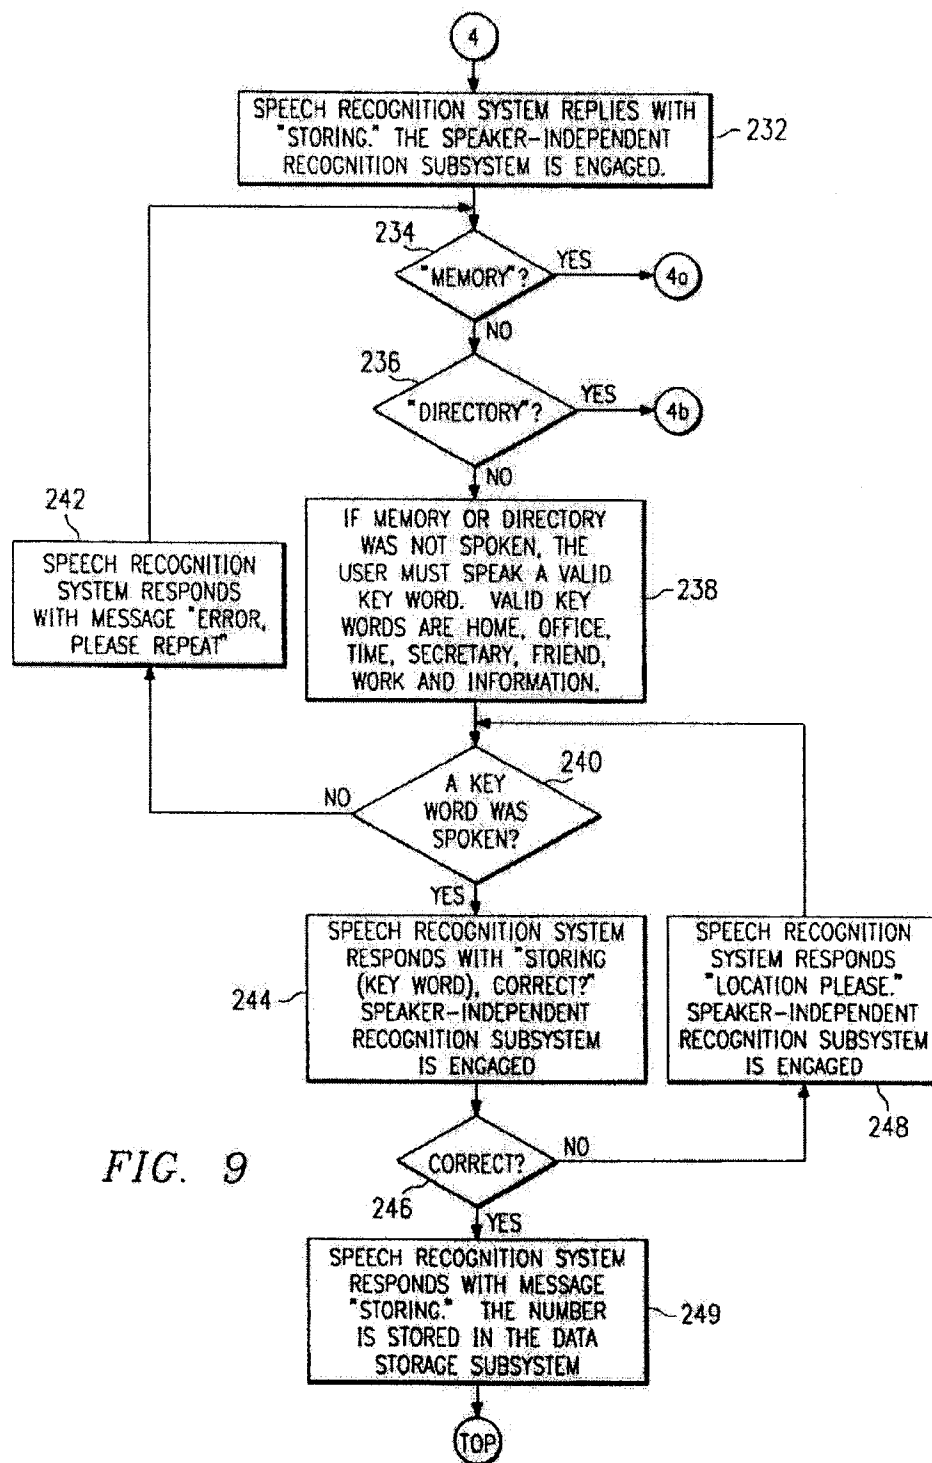 4
SPEECH RECOGNITION SYSTEM REPLIES WITH
"STORING." THE SPEAKER-INDEPENDENT
RECOGNITION SUBSYSTEM IS ENGAGED.
232
234
"MEMORY"?
YES
4a
NO
236
"DIRECTORY"?
YES
4b
NO
242
SPEECH RECOGNITION
SYSTEM RESPONDS
WITH MESSAGE "ERROR,
PLEASE REPEAT"
IF MEMORY OR DIRECTORY
WAS NOT SPOKEN, THE
USER MUST SPEAK A VALID
KEY WORD. VALID KEY
WORDS ARE HOME, OFFICE,
TIME, SECRETARY, FRIEND,
WORK AND INFORMATION.
238
240
A KEY
WORD WAS
SPOKEN?
NO
YES
SPEECH RECOGNITION SYSTEM
RESPONDS WITH "STORING
(KEY WORD), CORRECT?"
SPEAKER-INDEPENDENT
RECOGNITION SUBSYSTEM
IS ENGAGED
244
SPEECH RECOGNITION
SYSTEM RESPONDS
"LOCATION PLEASE."
SPEAKER-INDEPENDENT
RECOGNITION SUBSYSTEM
IS ENGAGED
248
CORRECT?
NO
246
YES
FIG. 9
SPEECH RECOGNITION SYSTEM
RESPONDS WITH MESSAGE
"STORING." THE NUMBER
IS STORED IN THE DATA
STORAGE SUBSYSTEM
249
TOP